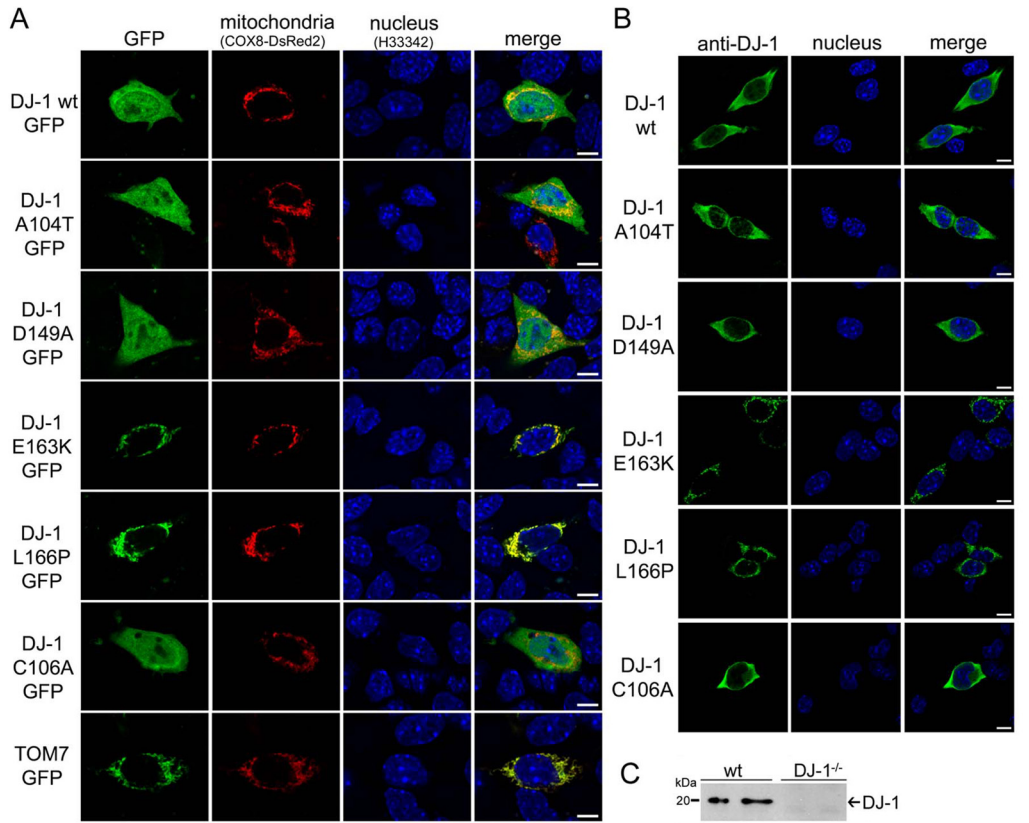 A
GFP
mitochondria
(COX8-DsRed2)
nucleus
(H33342)
merge
DJ-1 wt
GFP
DJ-1
A104T
GFP
DJ-1
D149A
GFP
DJ-1
E163K
GFP
DJ-1
L166P
GFP
DJ-1
C106A
GFP
TOM7
GFP
B
anti-DJ-1
nucleus
merge
DJ-1
wt
DJ-1
A104T
DJ-1
D149A
DJ-1
E163K
DJ-1
L166P
DJ-1
C106A
C
kDa
wt
DJ-1-/-
20
←DJ-1